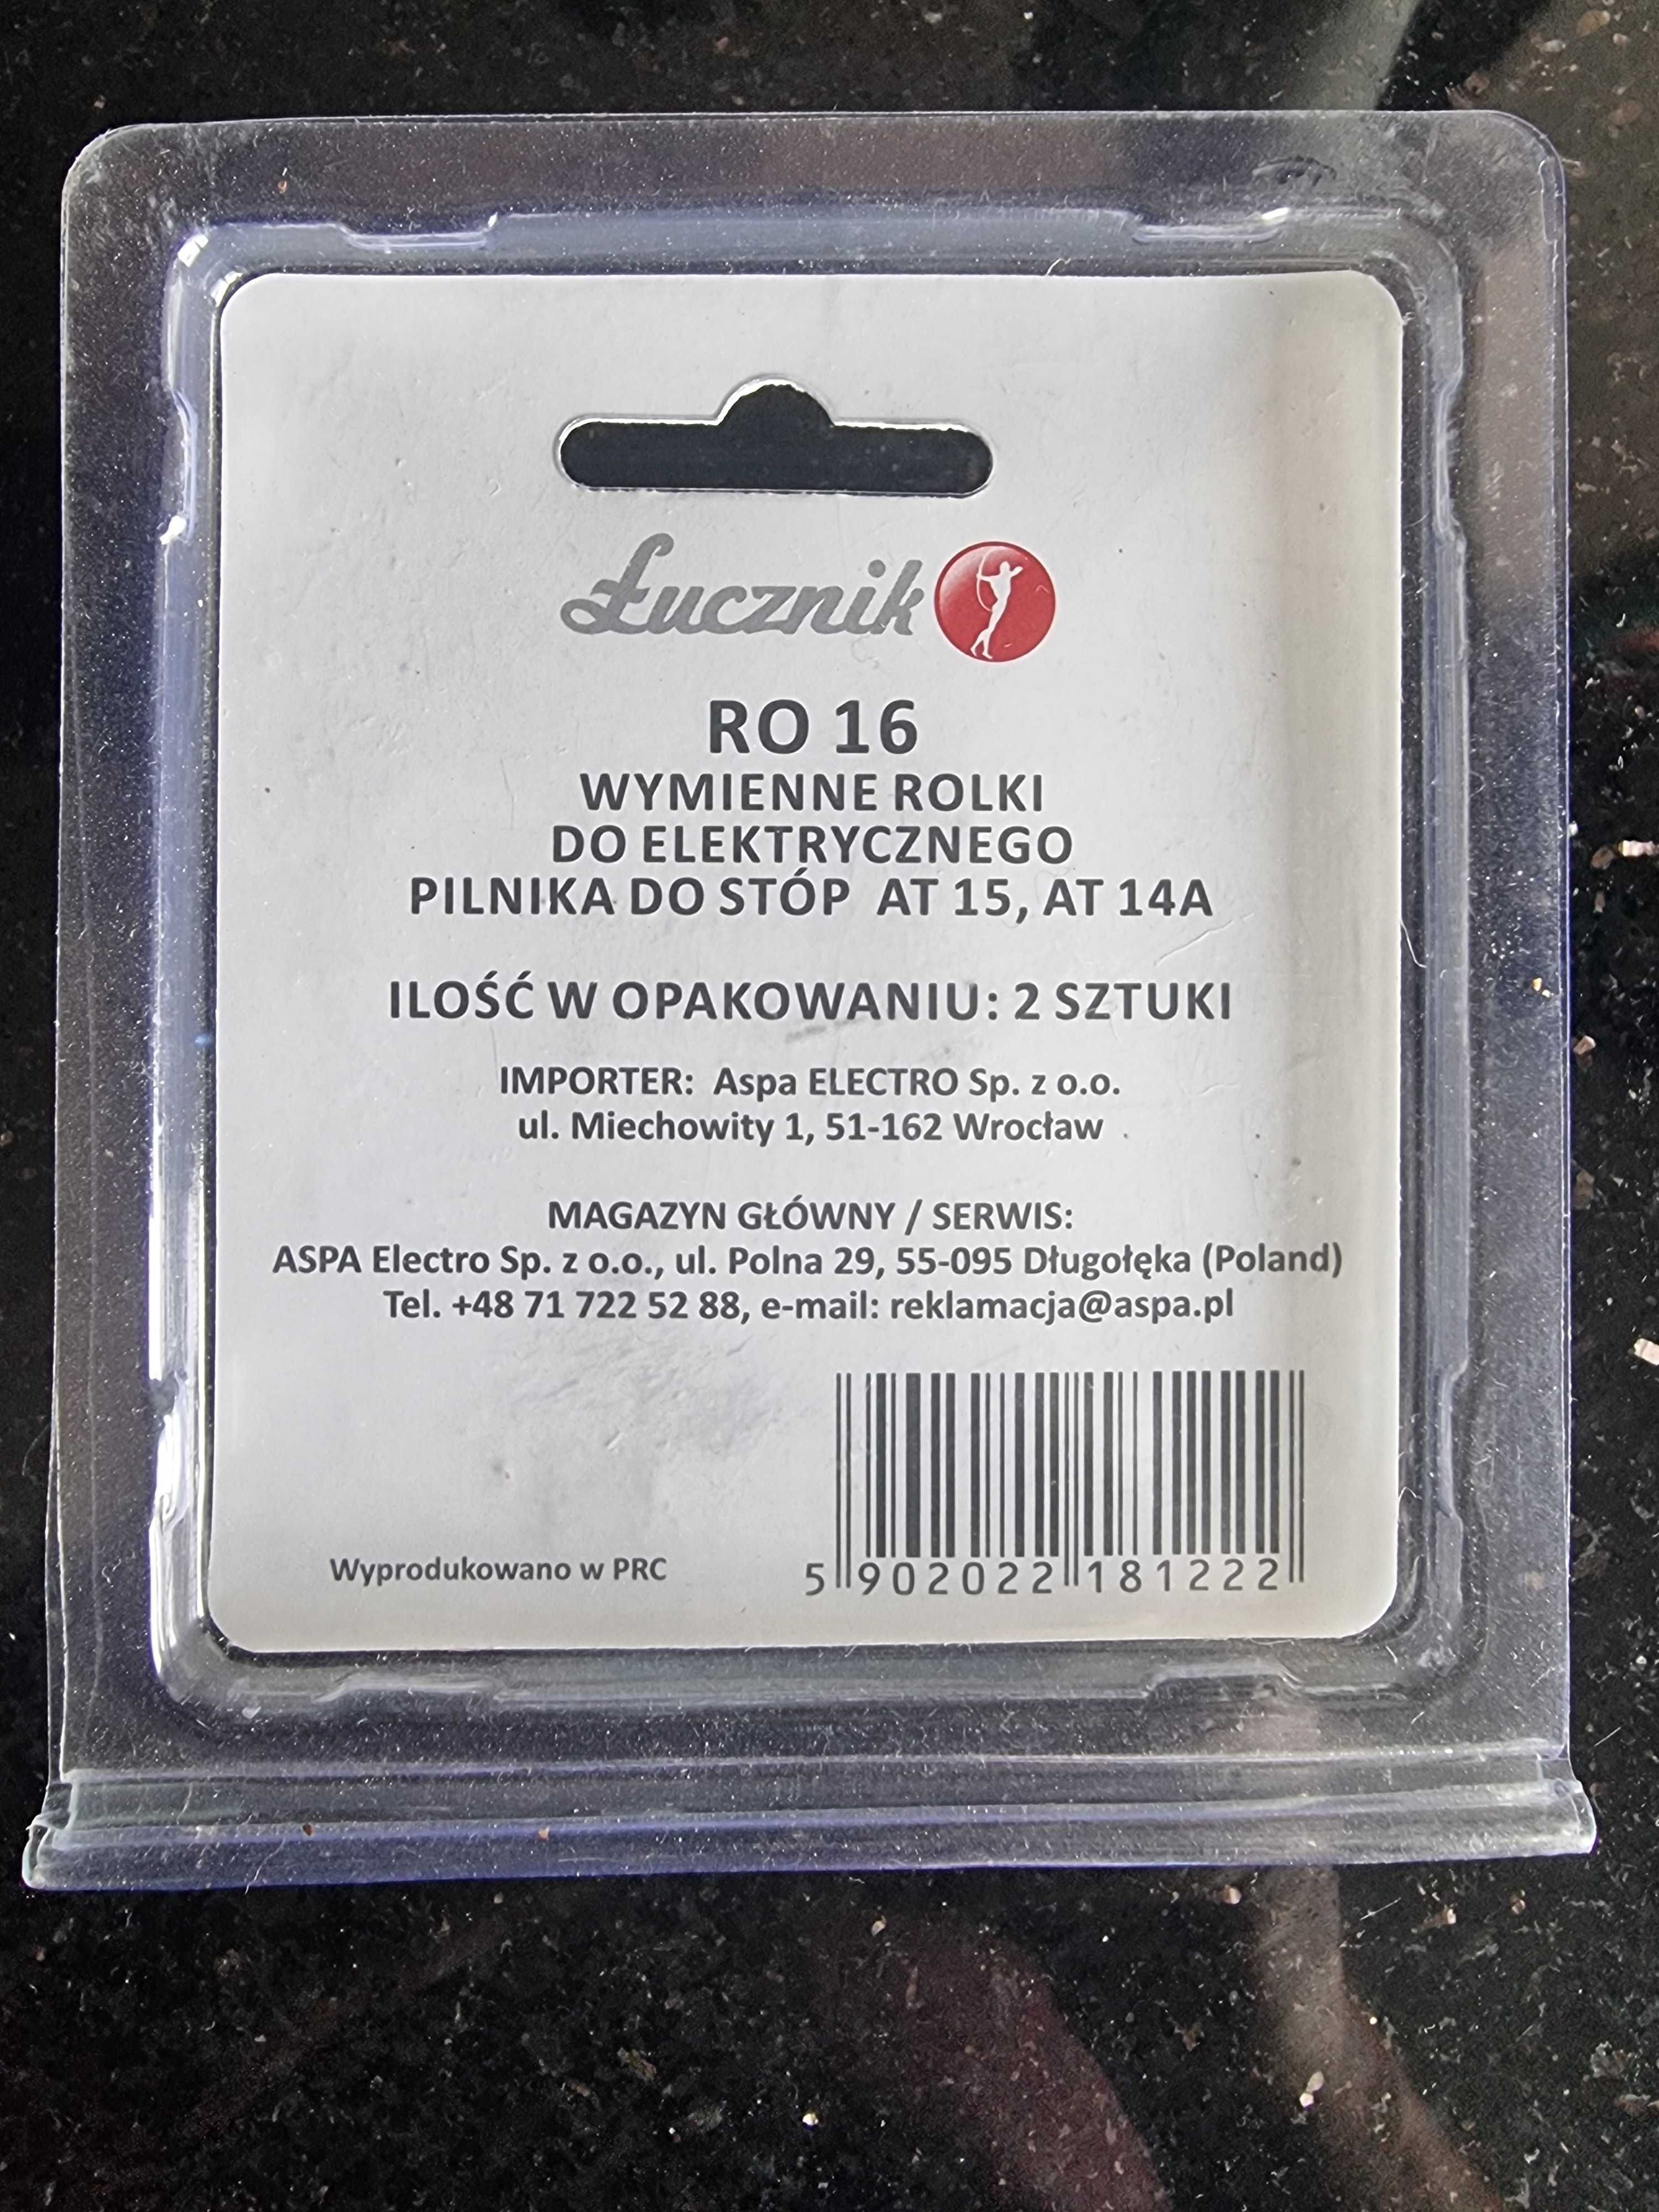 Łucznik
RO 16
WYMIENNE ROLKI
DO ELEKTRYCZNEGO
PILNIKA DO STÓP AT 15, AT 14A
ILOŚĆ W OPAKOWANIU: 2 SZTUKI
IMPORTER: Aspa ELECTRO Sp. z o.o.
ul. Miechowity 1, 51-162 Wrocław
MAGAZYN GŁÓWNY / SERWIS:
ASPA Electro Sp. z o.o., ul. Polna 29, 55-095 Długołęka (Poland)
Tel. +48 71 722 52 88, e-mail: reklamacja@aspa.pl
Wyprodukowano w PRC
5 902022 181222